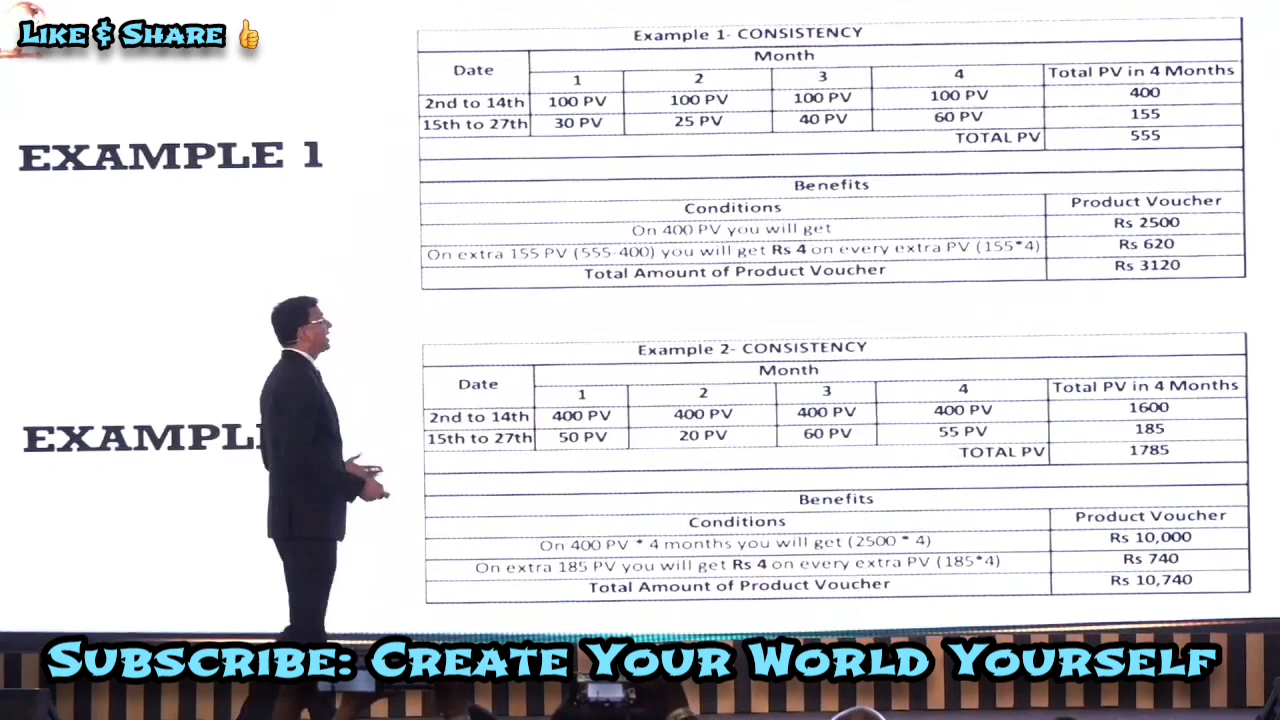 LIKE & SHARE
Example 1- CONSISTENCY
Date
Month
1 2 3 4 Total PV in 4 Months
2nd to 14th 100 PV 100 PV 100 PV 100 PV 400
15th to 27th 30 PV 25 PV 40 PV 60 PV 155
TOTAL PV 555
EXAMPLE 1
Benefits
Conditions Product Voucher
On 400 PV you will get Rs 2500
On extra 155 PV (555-400) you will get Rs 4 on every extra PV (155*4) Rs 620
Total Amount of Product Voucher Rs 3120
Example 2- CONSISTENCY
Date
Month
1 2 3 4 Total PV in 4 Months
2nd to 14th 400 PV 400 PV 400 PV 400 PV 1600
15th to 27th 50 PV 20 PV 60 PV 55 PV 185
TOTAL PV 1785
Benefits
Conditions Product Voucher
On 400 PV * 4 months you will get (2500 * 4) Rs 10,000
On extra 185 PV you will get Rs 4 on every extra PV (185*4) Rs 740
Total Amount of Product Voucher Rs 10,740
SUBSCRIBE: CREATE YOUR WORLD YOURSELF